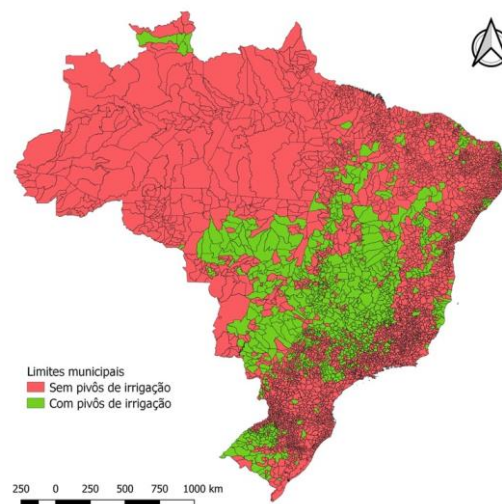 Limites municipais
Sem pivôs de irrigação
Com pivôs de irrigação
250 0 250 500 750 1000 km